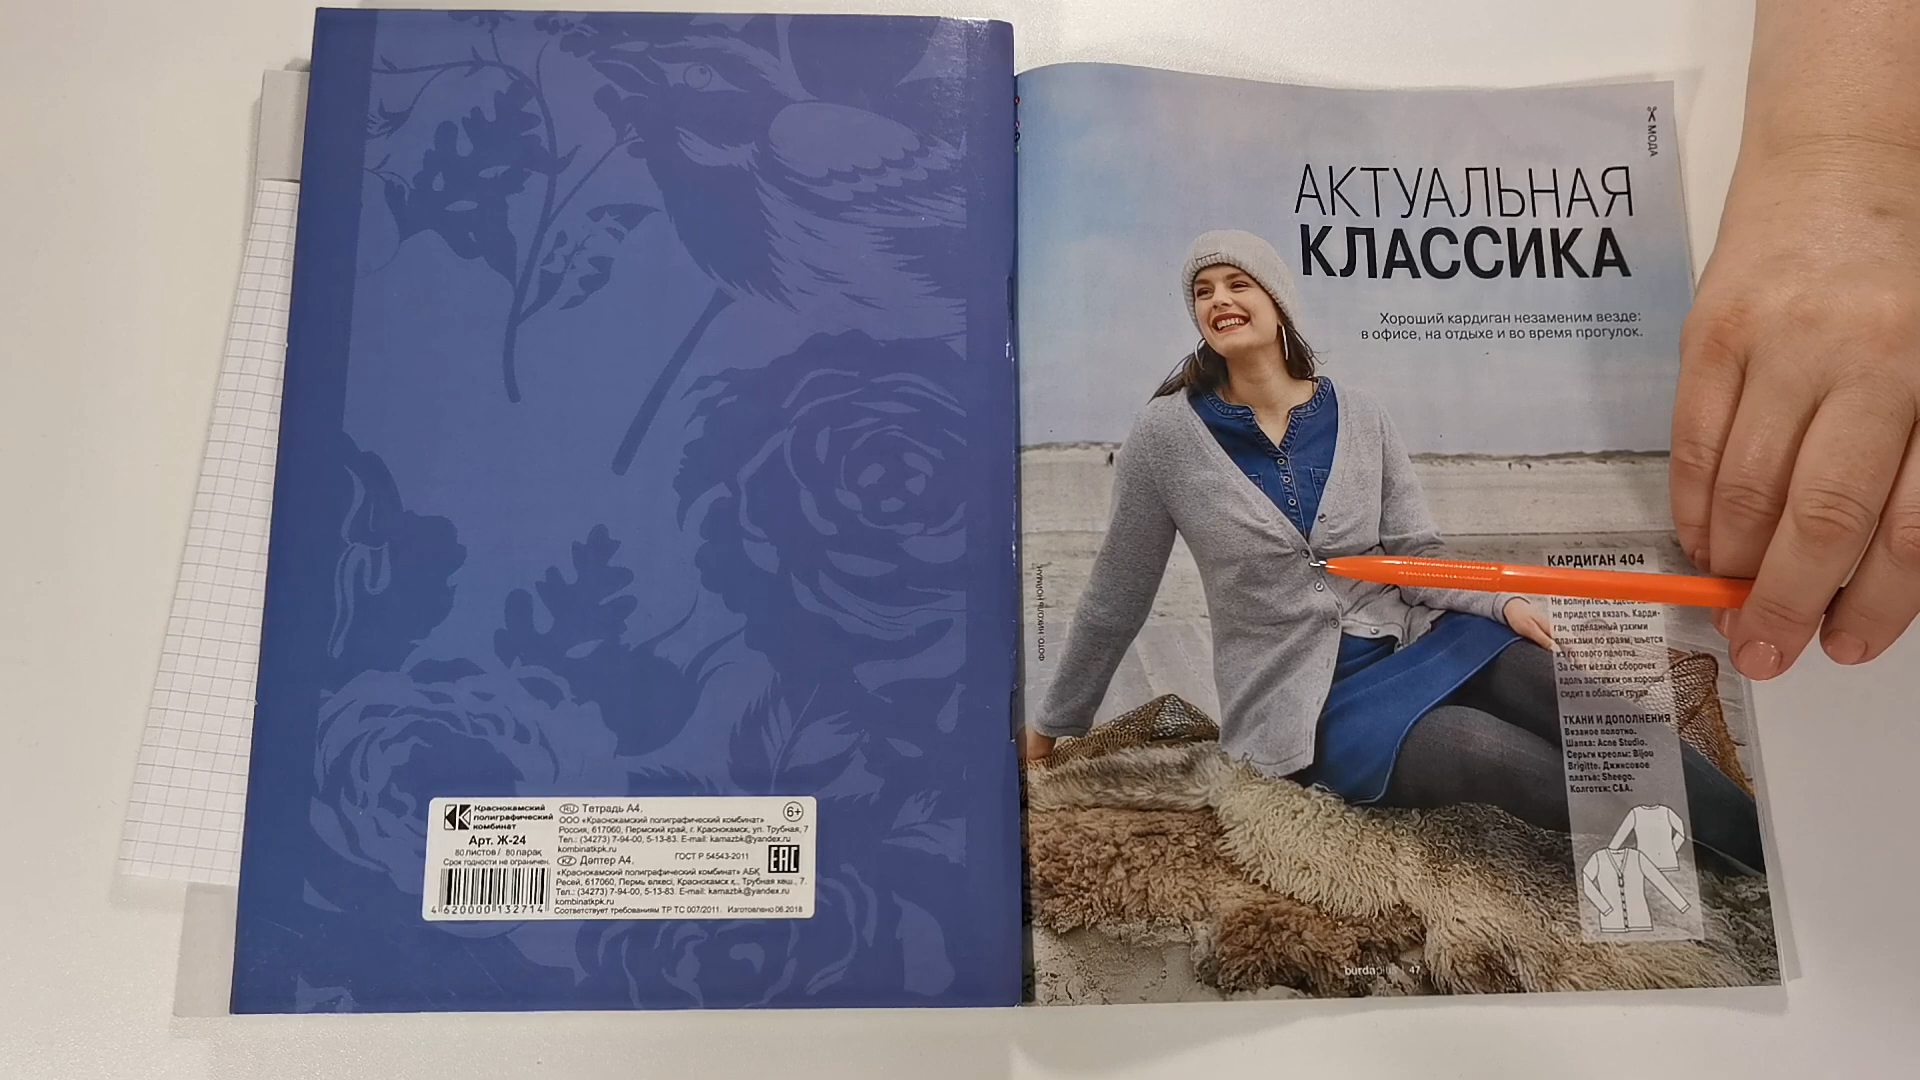 Краснокамский
полиграфический
комбинат
Арт. Ж-24
80 листов / 80 парақ
Срок годности не ограничен.
4 620000 132714
RU Тетрадь А4.
6+
ООО «Краснокамский полиграфический комбинат»
Россия, 617060, Пермский край, г. Краснокамск, ул. Трубная, 7
Тел.: (34273) 7-94-00, 5-13-83. E-mail: kamazbk@yandex.ru
kombinatkpk.ru
KZ Дәптер А4.
ГОСТ Р 54543-2011
ЕАС
«Краснокамский полиграфический комбинат» АБҚ
Ресей, 617060, Пермь өлкесі, Краснокамск қ., Трубная көш., 7.
Тел.: (34273) 7-94-00, 5-13-83. E-mail: kamazbk@yandex.ru
kombinatkpk.ru
Соответствует требованиям ТР ТС 007/2011. Изготовлено 06.2018
МОДА
АКТУАЛЬНАЯ
КЛАССИКА
Хороший кардиган незаменим везде:
в офисе, на отдыхе и во время прогулок.
ФОТО: НИКОЛЬ НОЙМАН.
КАРДИГАН 404
Не волнуйтесь, здесь
не придется вязать. Карди-
ган, отделанный узкими
планками по краям, шьется
из готового полотна.
За счет мелких сборочек
вдоль застежки он хорошо
сидит в области груди.
ТКАНИ И ДОПОЛНЕНИЯ
Вязаное полотно.
Шапка: Acne Studio.
Серьги креолы: Bijou
Brigitte. Джинсовое
платье: Sheego.
Колготки: C&A.
burdaplus | 47